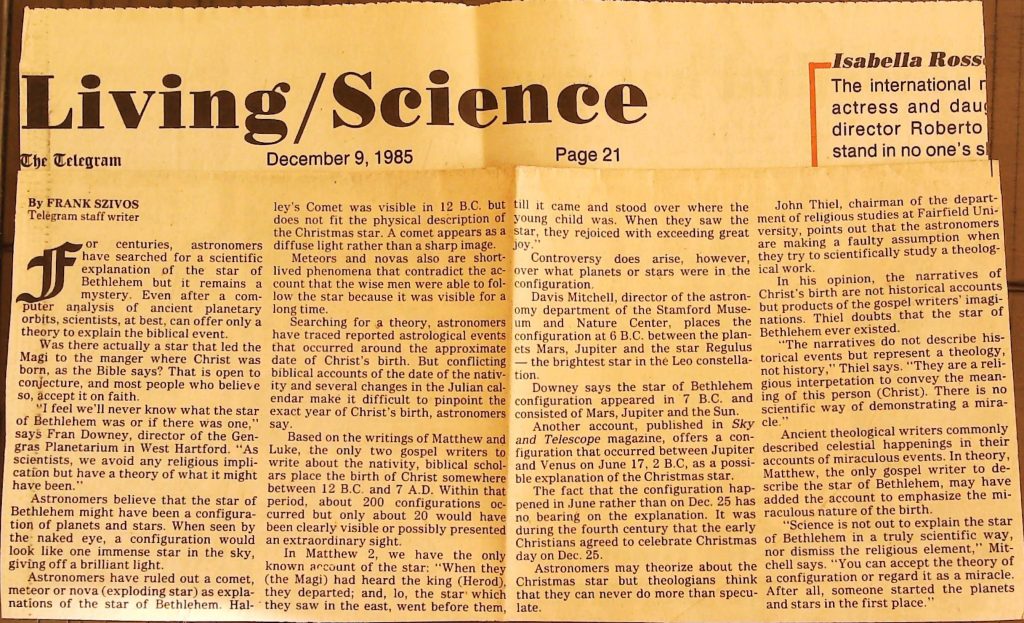 Living/Science
The Telegram
December 9, 1985
Page 21
Isabella
The international
actress and
director Roberto
stand in no one's
By FRANK SZIVOS
Telegram staff writer
For centuries, astronomers
have searched for a scientific
explanation of the star of
Bethlehem but it remains a
mystery. Even after a com-
puter analysis of ancient planetary
orbits, scientists, at best, can offer only a
theory to explain the biblical event.
Was there actually a star that led the
Magi to the manger where Christ was
born, as the Bible says? That is open to
conjecture, and most people who believe
so, accept it on faith.
"I feel we'll never know what the star
of Bethlehem was or if there was one,"
says Fran Downey, director of the Gen-
gras Planetarium in West Hartford. "As
scientists, we avoid any religious impli-
cation but have a theory of what it might
have been."
Astronomers believe that the star of
Bethlehem might have been a configura-
tion of planets and stars. When seen by
the naked eye, a configuration would
look like one immense star in the sky,
giving off a brilliant light.
Astronomers have ruled out a comet,
meteor or nova (exploding star) as expla-
nations of the star of Bethlehem. Hal-
ley's Comet was visible in 12 B.C. but
does not fit the physical description of
the Christmas star. A comet appears as a
diffuse light rather than a sharp image.
Meteors and novas also are short-
lived phenomena that contradict the ac-
count that the wise men were able to fol-
low the star because it was visible for a
long time.
Searching for a theory, astronomers
have traced reported astrological events
that occurred around the approximate
date of Christ's birth. But conflicting
biblical accounts of the date of the nativ-
ity and several changes in the Julian cal-
endar make it difficult to pinpoint the
exact year of Christ's birth, astronomers
say.
Based on the writings of Matthew and
Luke, the only two gospel writers to
write about the nativity, biblical schol-
ars place the birth of Christ somewhere
between 12 B.C. and 7 A.D. Within that
period, about 200 configurations oc-
curred but only about 20 would have
been clearly visible or possibly presented
an extraordinary sight.
In Matthew 2, we have the only
known account of the star: "When they
(the Magi) had heard the king (Herod),
they departed; and, lo, the star which
they saw in the east, went before them,
till it came and stood over where the
young child was. When they saw the
star, they rejoiced with exceeding great
joy."
Controversy does arise, however,
over what planets or stars were in the
configuration.
Davis Mitchell, director of the astron-
omy department of the Stamford Muse-
um and Nature Center, places the
configuration at 6 B.C. between the plan-
ets Mars, Jupiter and the star Regulus
— the brightest star in the Leo constella-
tion.
Downey says the star of Bethlehem
configuration appeared in 7 B.C. and
consisted of Mars, Jupiter and the Sun.
Another account, published in Sky
and Telescope magazine, offers a con-
figuration that occurred between Jupiter
and Venus on June 17, 2 B.C, as a possi-
ble explanation of the Christmas star.
The fact that the configuration hap-
pened in June rather than on Dec. 25 has
no bearing on the explanation. It was
during the fourth century that the early
Christians agreed to celebrate Christmas
day on Dec. 25.
Astronomers may theorize about the
Christmas star but theologians think
that they can never do more than specu-
late.
John Thiel, chairman of the depart-
ment of religious studies at Fairfield Uni-
versity, points out that the astronomers
are making a faulty assumption when
they try to scientifically study a theolog-
ical work.
In his opinion, the narratives of
Christ's birth are not historical accounts
but products of the gospel writers' imagi-
nations. Thiel doubts that the star of
Bethlehem ever existed.
"The narratives do not describe his-
torical events but represent a theology,
not history," Thiel says. "They are a reli-
gious interpetation to convey the mean-
ing of this person (Christ). There is no
scientific way of demonstrating a mira-
cle."
Ancient theological writers commonly
described celestial happenings in their
accounts of miraculous events. In theory,
Matthew, the only gospel writer to de-
scribe the star of Bethlehem, may have
added the account to emphasize the mi-
raculous nature of the birth.
"Science is not out to explain the star
of Bethlehem in a truly scientific way,
nor dismiss the religious element," Mit-
chell says. "You can accept the theory of
a configuration or regard it as a miracle.
After all, someone started the planets
and stars in the first place."